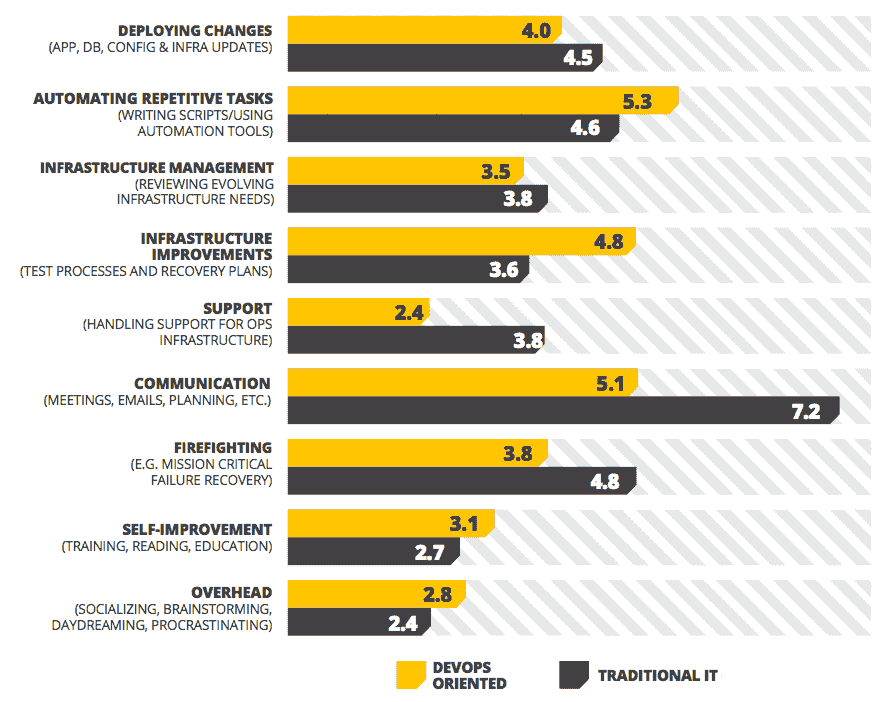 DEPLOYING CHANGES
(APP, DB, CONFIG & INFRA UPDATES)
4.0
4.5
AUTOMATING REPETITIVE TASKS
(WRITING SCRIPTS/USING
AUTOMATION TOOLS)
5.3
4.6
INFRASTRUCTURE MANAGEMENT
(REVIEWING EVOLVING
INFRASTRUCTURE NEEDS)
3.5
3.8
INFRASTRUCTURE
IMPROVEMENTS
(TEST PROCESSES AND RECOVERY PLANS)
4.8
3.6
SUPPORT
(HANDLING SUPPORT FOR OPS
INFRASTRUCTURE)
2.4
3.8
COMMUNICATION
(MEETINGS, EMAILS, PLANNING, ETC.)
5.1
7.2
FIREFIGHTING
(E.G. MISSION CRITICAL
FAILURE RECOVERY)
3.8
4.8
SELF-IMPROVEMENT
(TRAINING, READING, EDUCATION)
3.1
2.7
OVERHEAD
(SOCIALIZING, BRAINSTORMING,
DAYDREAMING, PROCRASTINATING)
2.8
2.4
DEVOPS
ORIENTED
TRADITIONAL IT